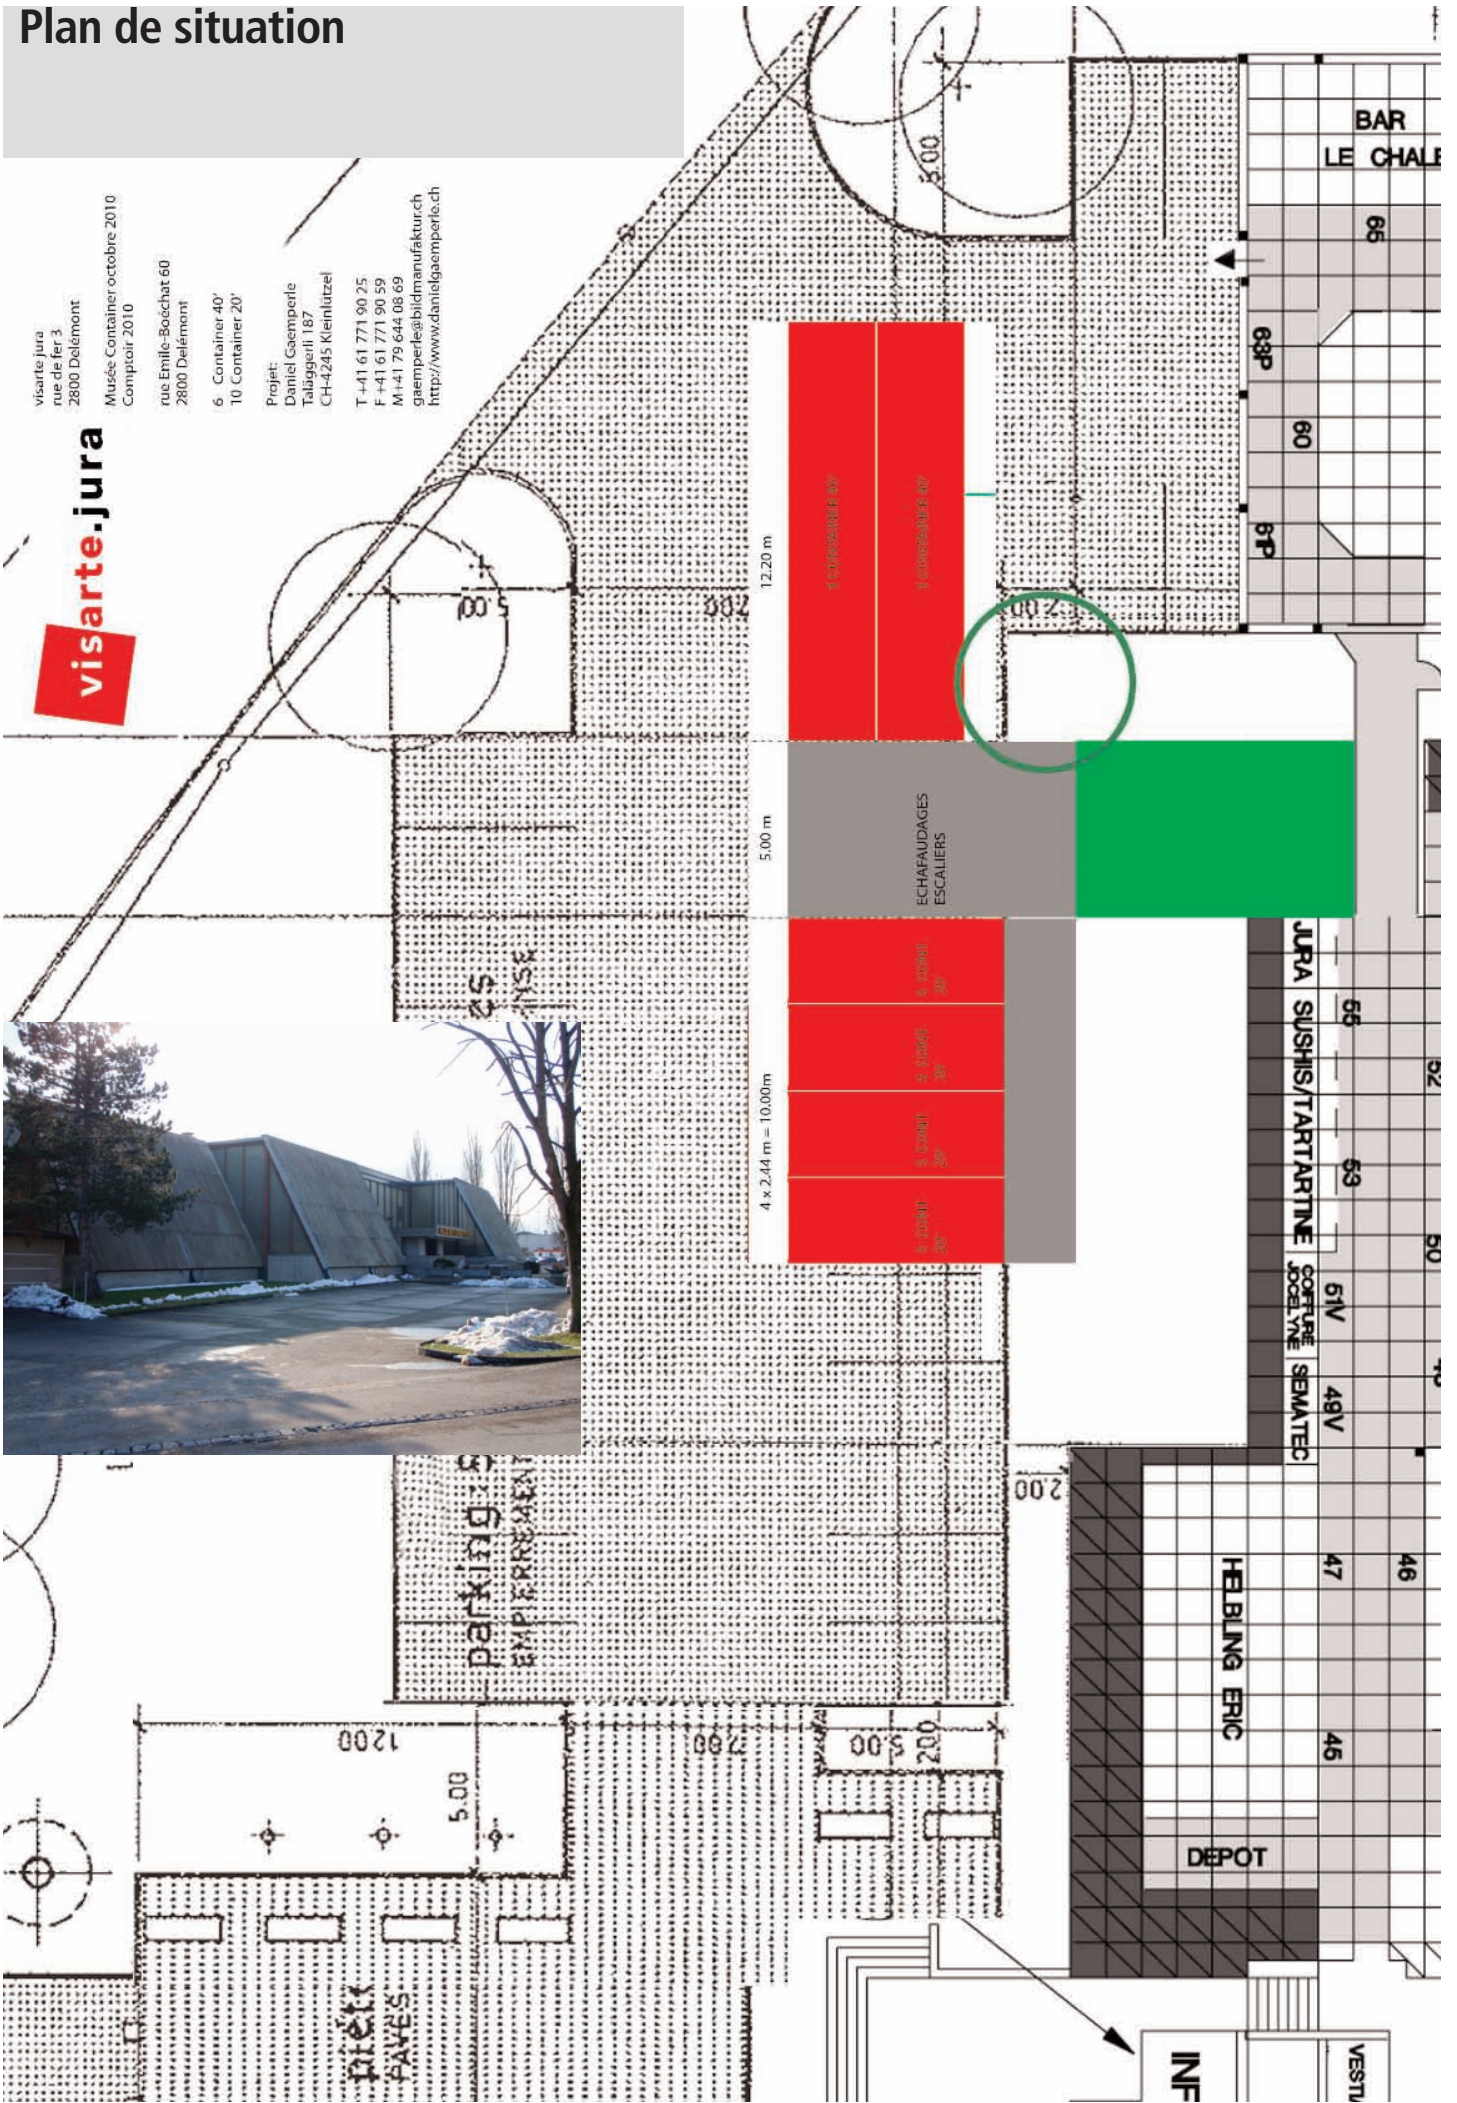 Plan de situation
visarte jura
rue de fer 3
2800 Delémont
Musée Container octobre 2010
Comptoir 2010
rue Emile-Boéchat 60
2800 Delémont
6 Container 40'
10 Container 20'
Projet:
Daniel Gaemperle
Taläggerli 187
CH-4245 Kleinlützel
T +41 61 771 90 25
F +41 61 771 90 59
M+41 79 644 08 69
gaemperle@bildmanufaktur.ch
http://www.danielgaemperle.ch
visarte.jura
5.00
BAR
LE CHALE
65
63P
60
61P
12.20 m
5.00
7.00
2.00
5.00 m
ECHAFAUDAGES
ESCALIERS
4 x 2.44 m = 10.00m
JURA SUSHIS/TARTARTINE
55
53
52
50
COIFFURE
JOCELYNE
51V
SEMATEC
49V
2.00
parking
EMPIERREMENT
HELBLING ERIC
47
46
45
12.00
7.00
5.00
2.00
5.00
DEPOT
PAVES
INF
VESTI